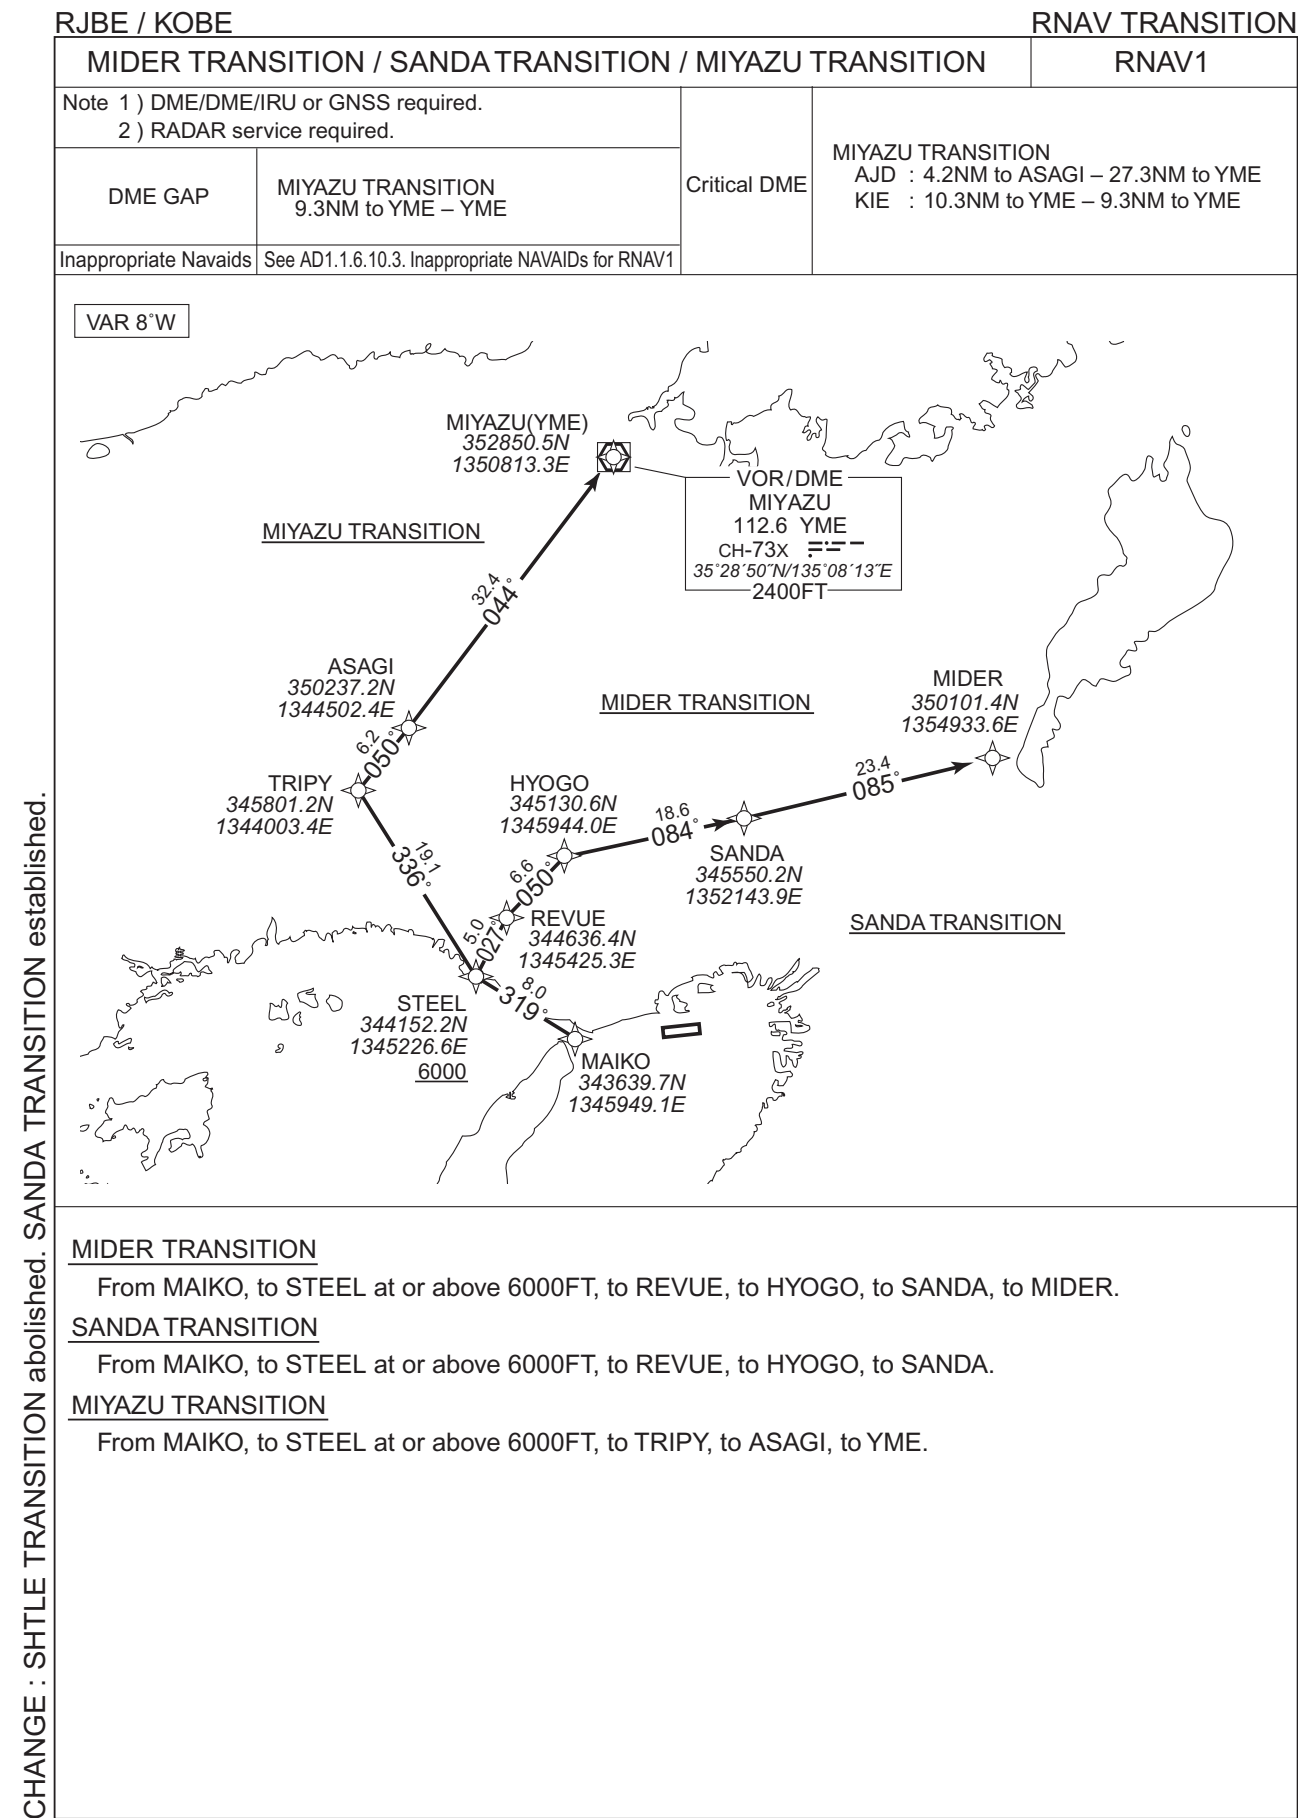 RJBE / KOBE
RNAV TRANSITION
MIDER TRANSITION / SANDA TRANSITION / MIYAZU TRANSITION
RNAV1
Note 1 ) DME/DME/IRU or GNSS required.
2 ) RADAR service required.
DME GAP
MIYAZU TRANSITION
9.3NM to YME – YME
Critical DME
MIYAZU TRANSITION
AJD : 4.2NM to ASAGI – 27.3NM to YME
KIE : 10.3NM to YME – 9.3NM to YME
Inappropriate Navaids
See AD1.1.6.10.3. Inappropriate NAVAIDs for RNAV1
VAR 8˚W
MIYAZU(YME)
352850.5N
1350813.3E
VOR/DME
MIYAZU
112.6 YME
CH-73X
35˚28´50˝N/135˚08´13˝E
2400FT
MIYAZU TRANSITION
32.4
044˚
ASAGI
350237.2N
1344502.4E
6.2
050˚
MIDER TRANSITION
MIDER
350101.4N
1354933.6E
23.4
085˚
TRIPY
345801.2N
1344003.4E
HYOGO
345130.6N
1345944.0E
18.6
084˚
SANDA
345550.2N
1352143.9E
19.1
336˚
6.6
050˚
SANDA TRANSITION
REVUE
344636.4N
1345425.3E
5.0
027˚
STEEL
344152.2N
1345226.6E
6000
8.0
319˚
MAIKO
343639.7N
1345949.1E
MIDER TRANSITION
From MAIKO, to STEEL at or above 6000FT, to REVUE, to HYOGO, to SANDA, to MIDER.
SANDA TRANSITION
From MAIKO, to STEEL at or above 6000FT, to REVUE, to HYOGO, to SANDA.
MIYAZU TRANSITION
From MAIKO, to STEEL at or above 6000FT, to TRIPY, to ASAGI, to YME.
CHANGE : SHTLE TRANSITION abolished. SANDA TRANSITION established.